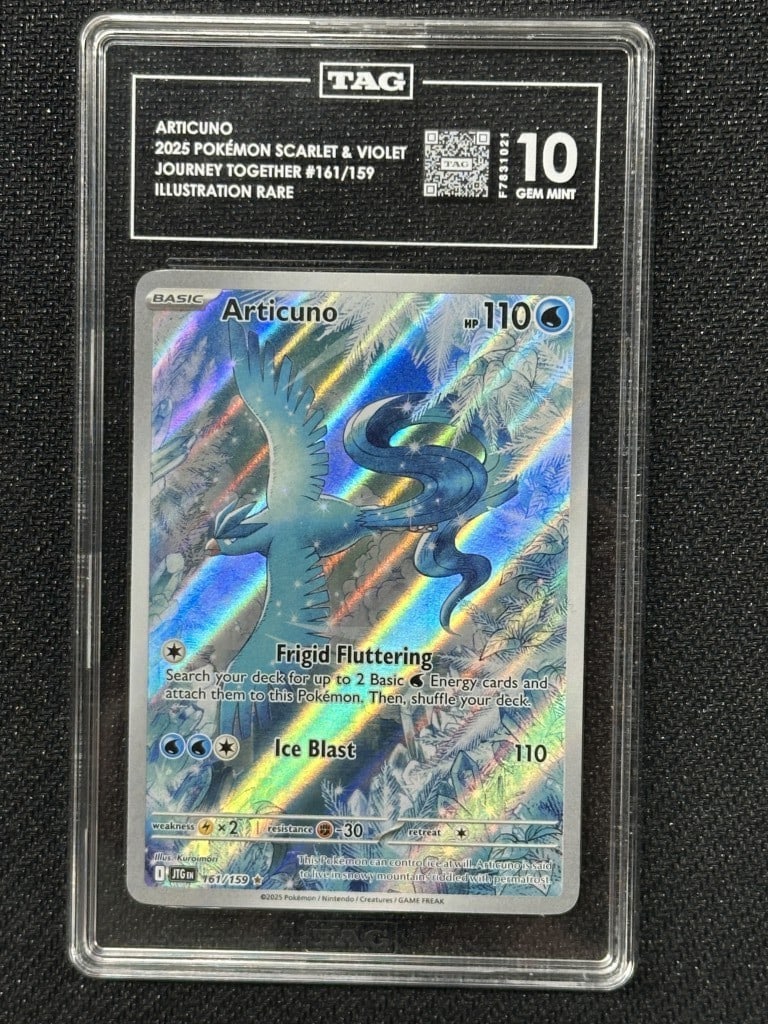 TAG
ARTICUNO
2025 POKÉMON SCARLET & VIOLET
JOURNEY TOGETHER #161/159
ILLUSTRATION RARE
TAG
F7831021
10
GEM MINT
BASIC
Articuno
HP 110
Frigid Fluttering
Search your deck for up to 2 Basic Energy cards and
attach them to this Pokémon. Then, shuffle your deck.
Ice Blast 110
weakness ×2 resistance -30 retreat
Illus. Kuroimori
This Pokémon can control ice at will. Articuno is said
to live in snowy mountains riddled with permafrost.
JTG EN 161/159
©2025 Pokémon / Nintendo / Creatures / GAME FREAK